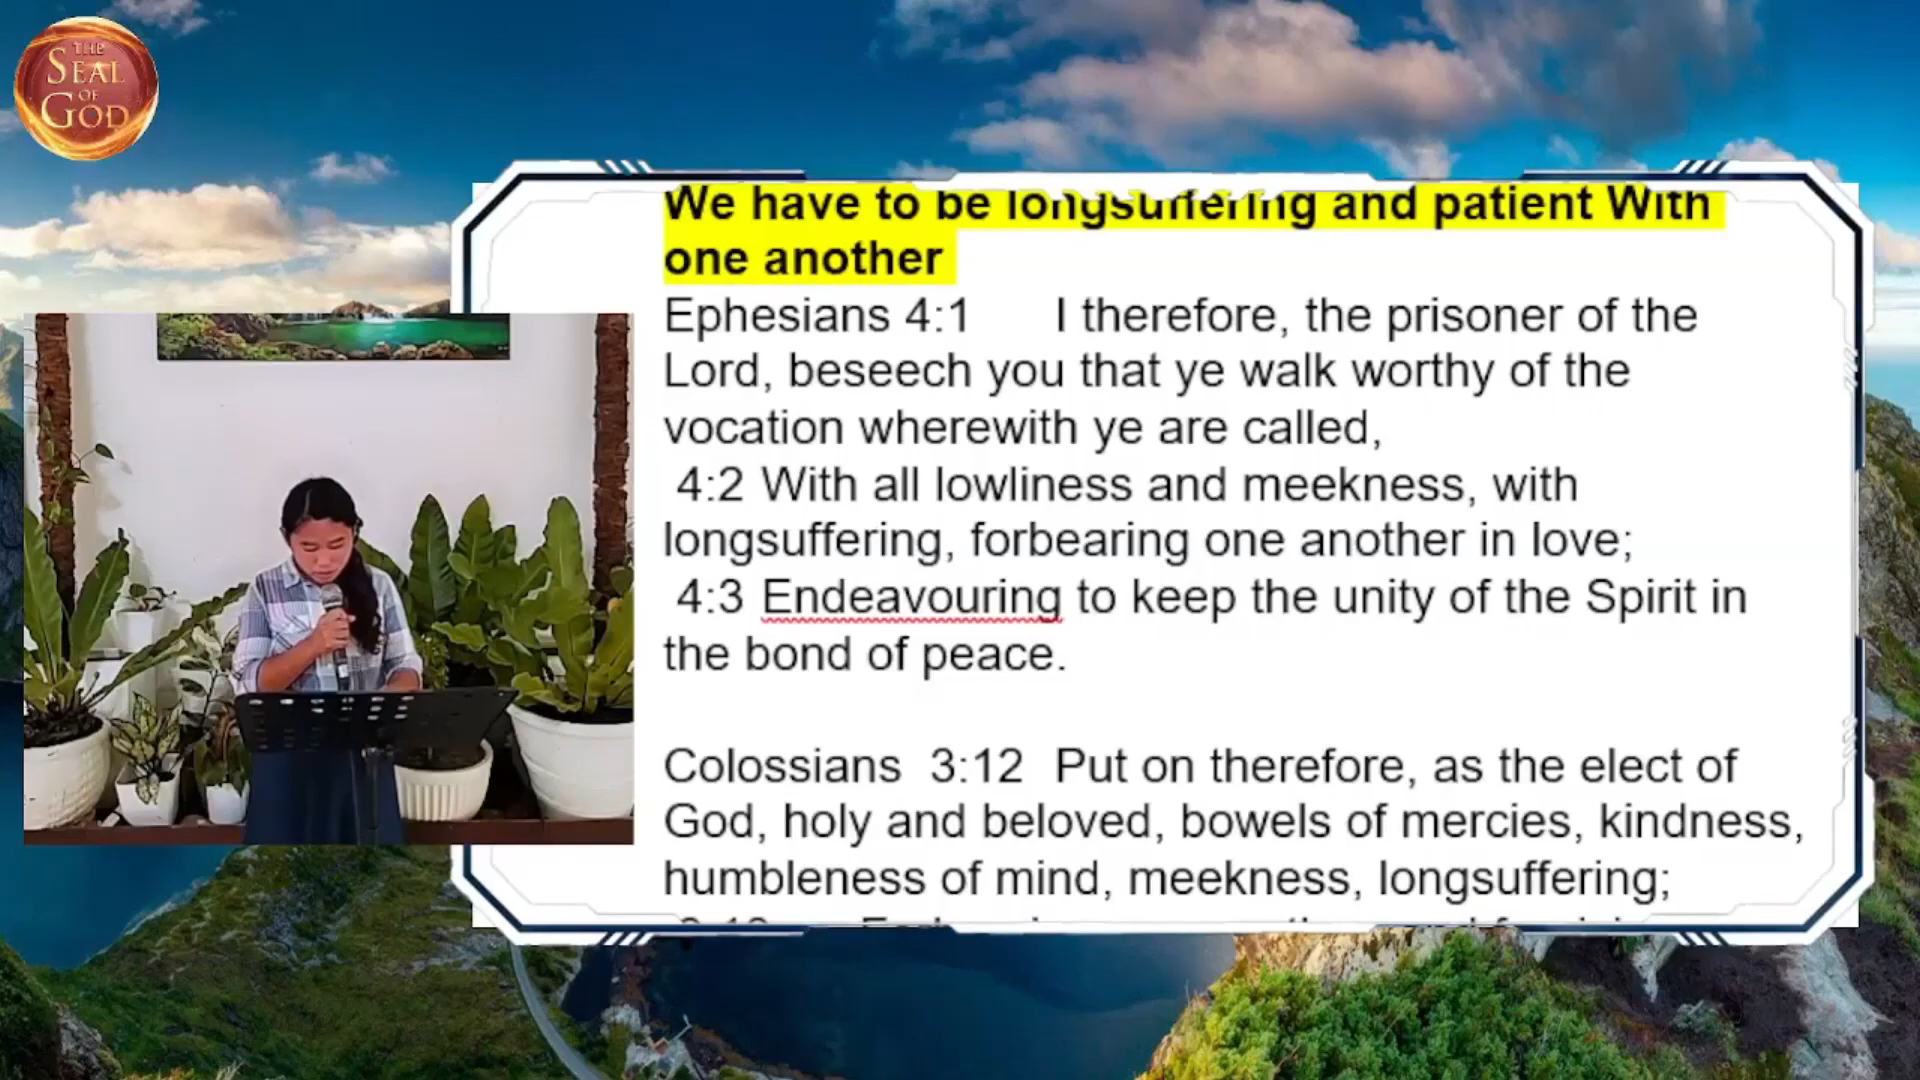 THE
SEAL
OF
GOD
We have to be longsuffering and patient With
one another
Ephesians 4:1 I therefore, the prisoner of the
Lord, beseech you that ye walk worthy of the
vocation wherewith ye are called,
4:2 With all lowliness and meekness, with
longsuffering, forbearing one another in love;
4:3 Endeavouring to keep the unity of the Spirit in
the bond of peace.
Colossians 3:12 Put on therefore, as the elect of
God, holy and beloved, bowels of mercies, kindness,
humbleness of mind, meekness, longsuffering;